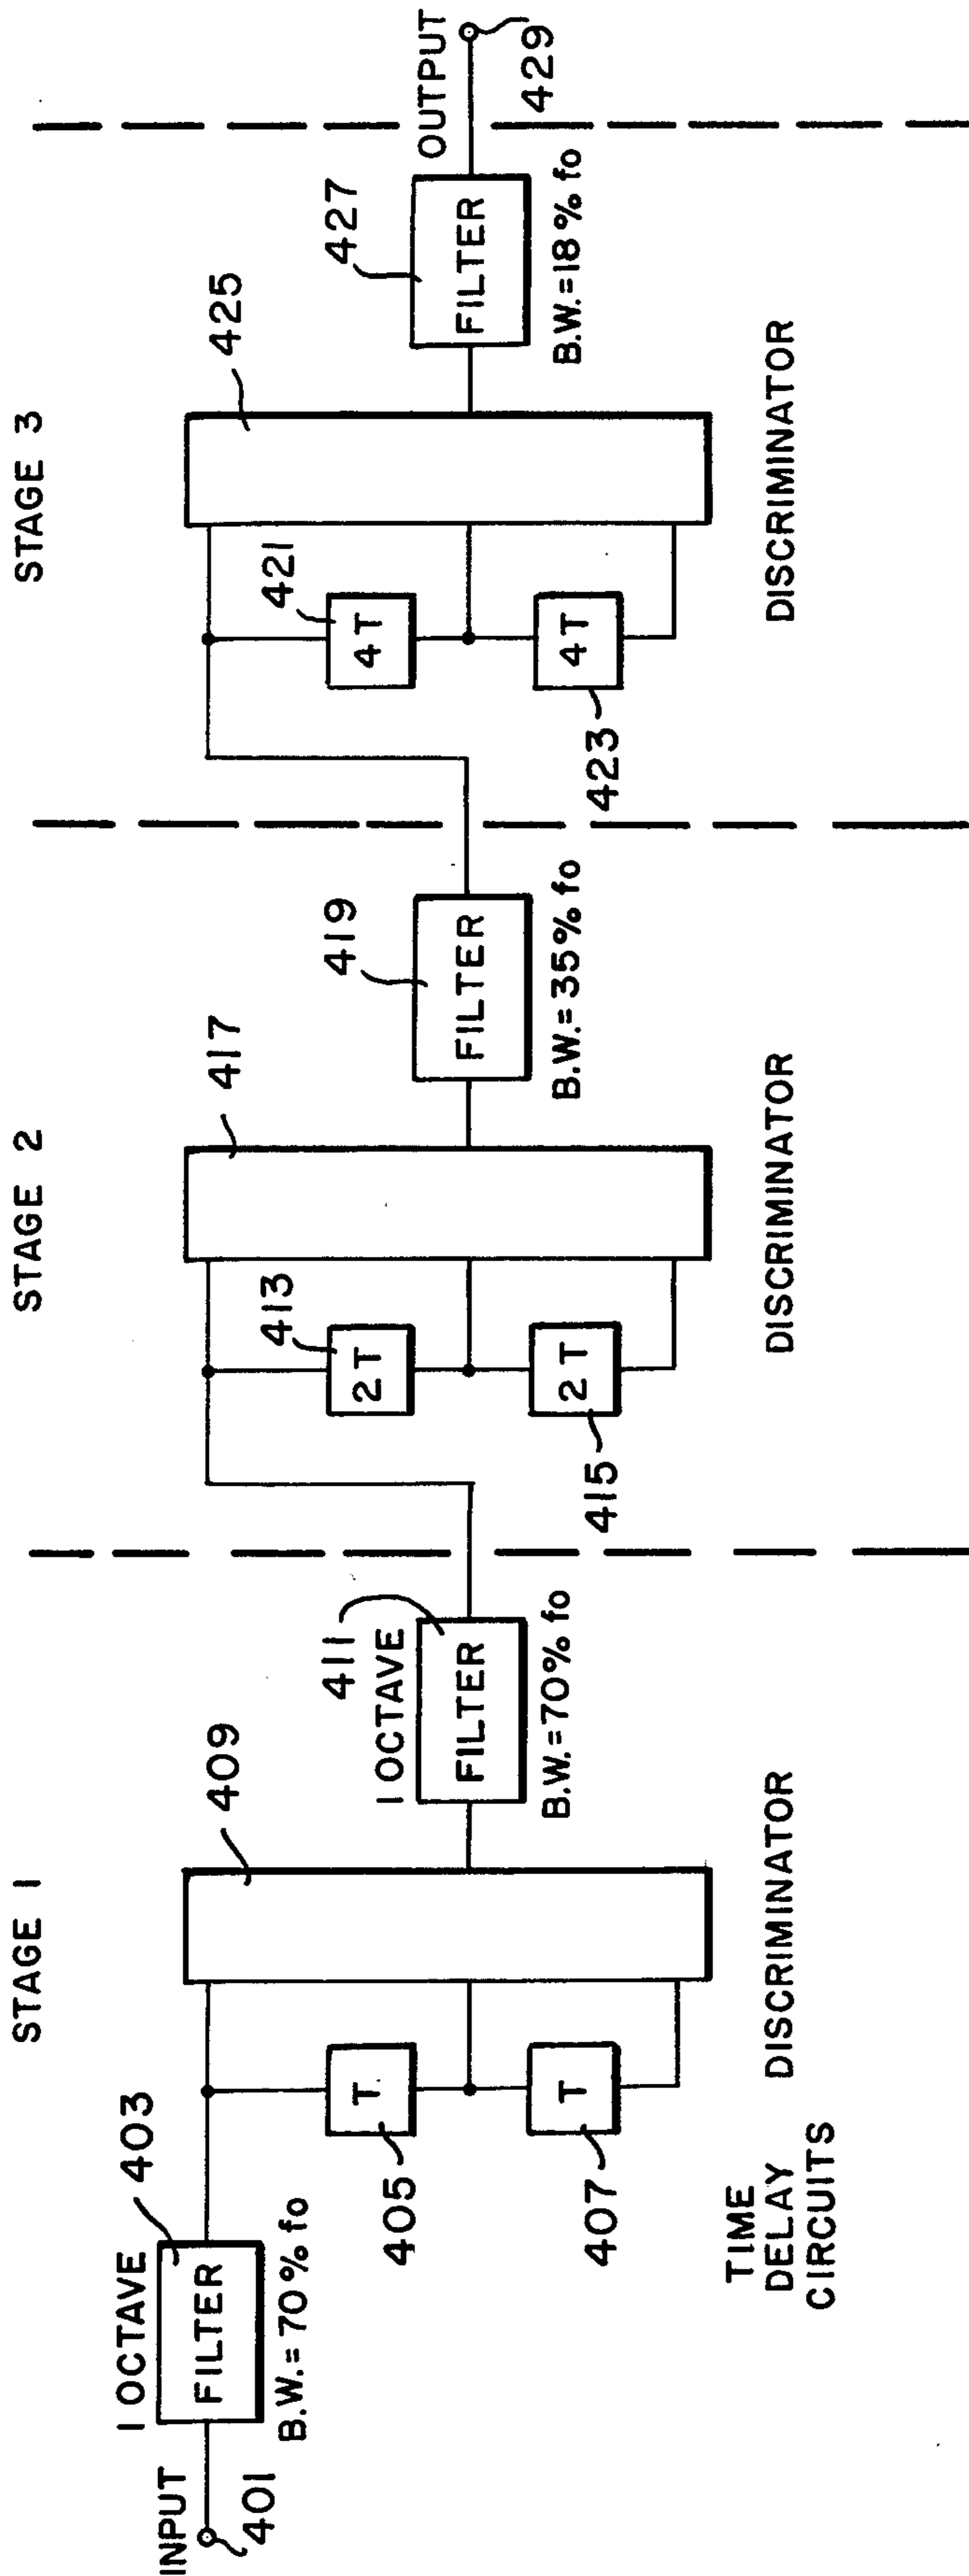 STAGE 1
STAGE 2
STAGE 3
INPUT
401
1 OCTAVE
403
FILTER
B.W.=70% fo
405
T
407
T
409
1 OCTAVE
411
FILTER
B.W.=70% fo
TIME
DELAY
CIRCUITS
DISCRIMINATOR
413
2T
415
2T
417
419
FILTER
B.W.=35% fo
DISCRIMINATOR
421
4T
423
4T
425
427
FILTER
B.W.=18% fo
DISCRIMINATOR
OUTPUT
429